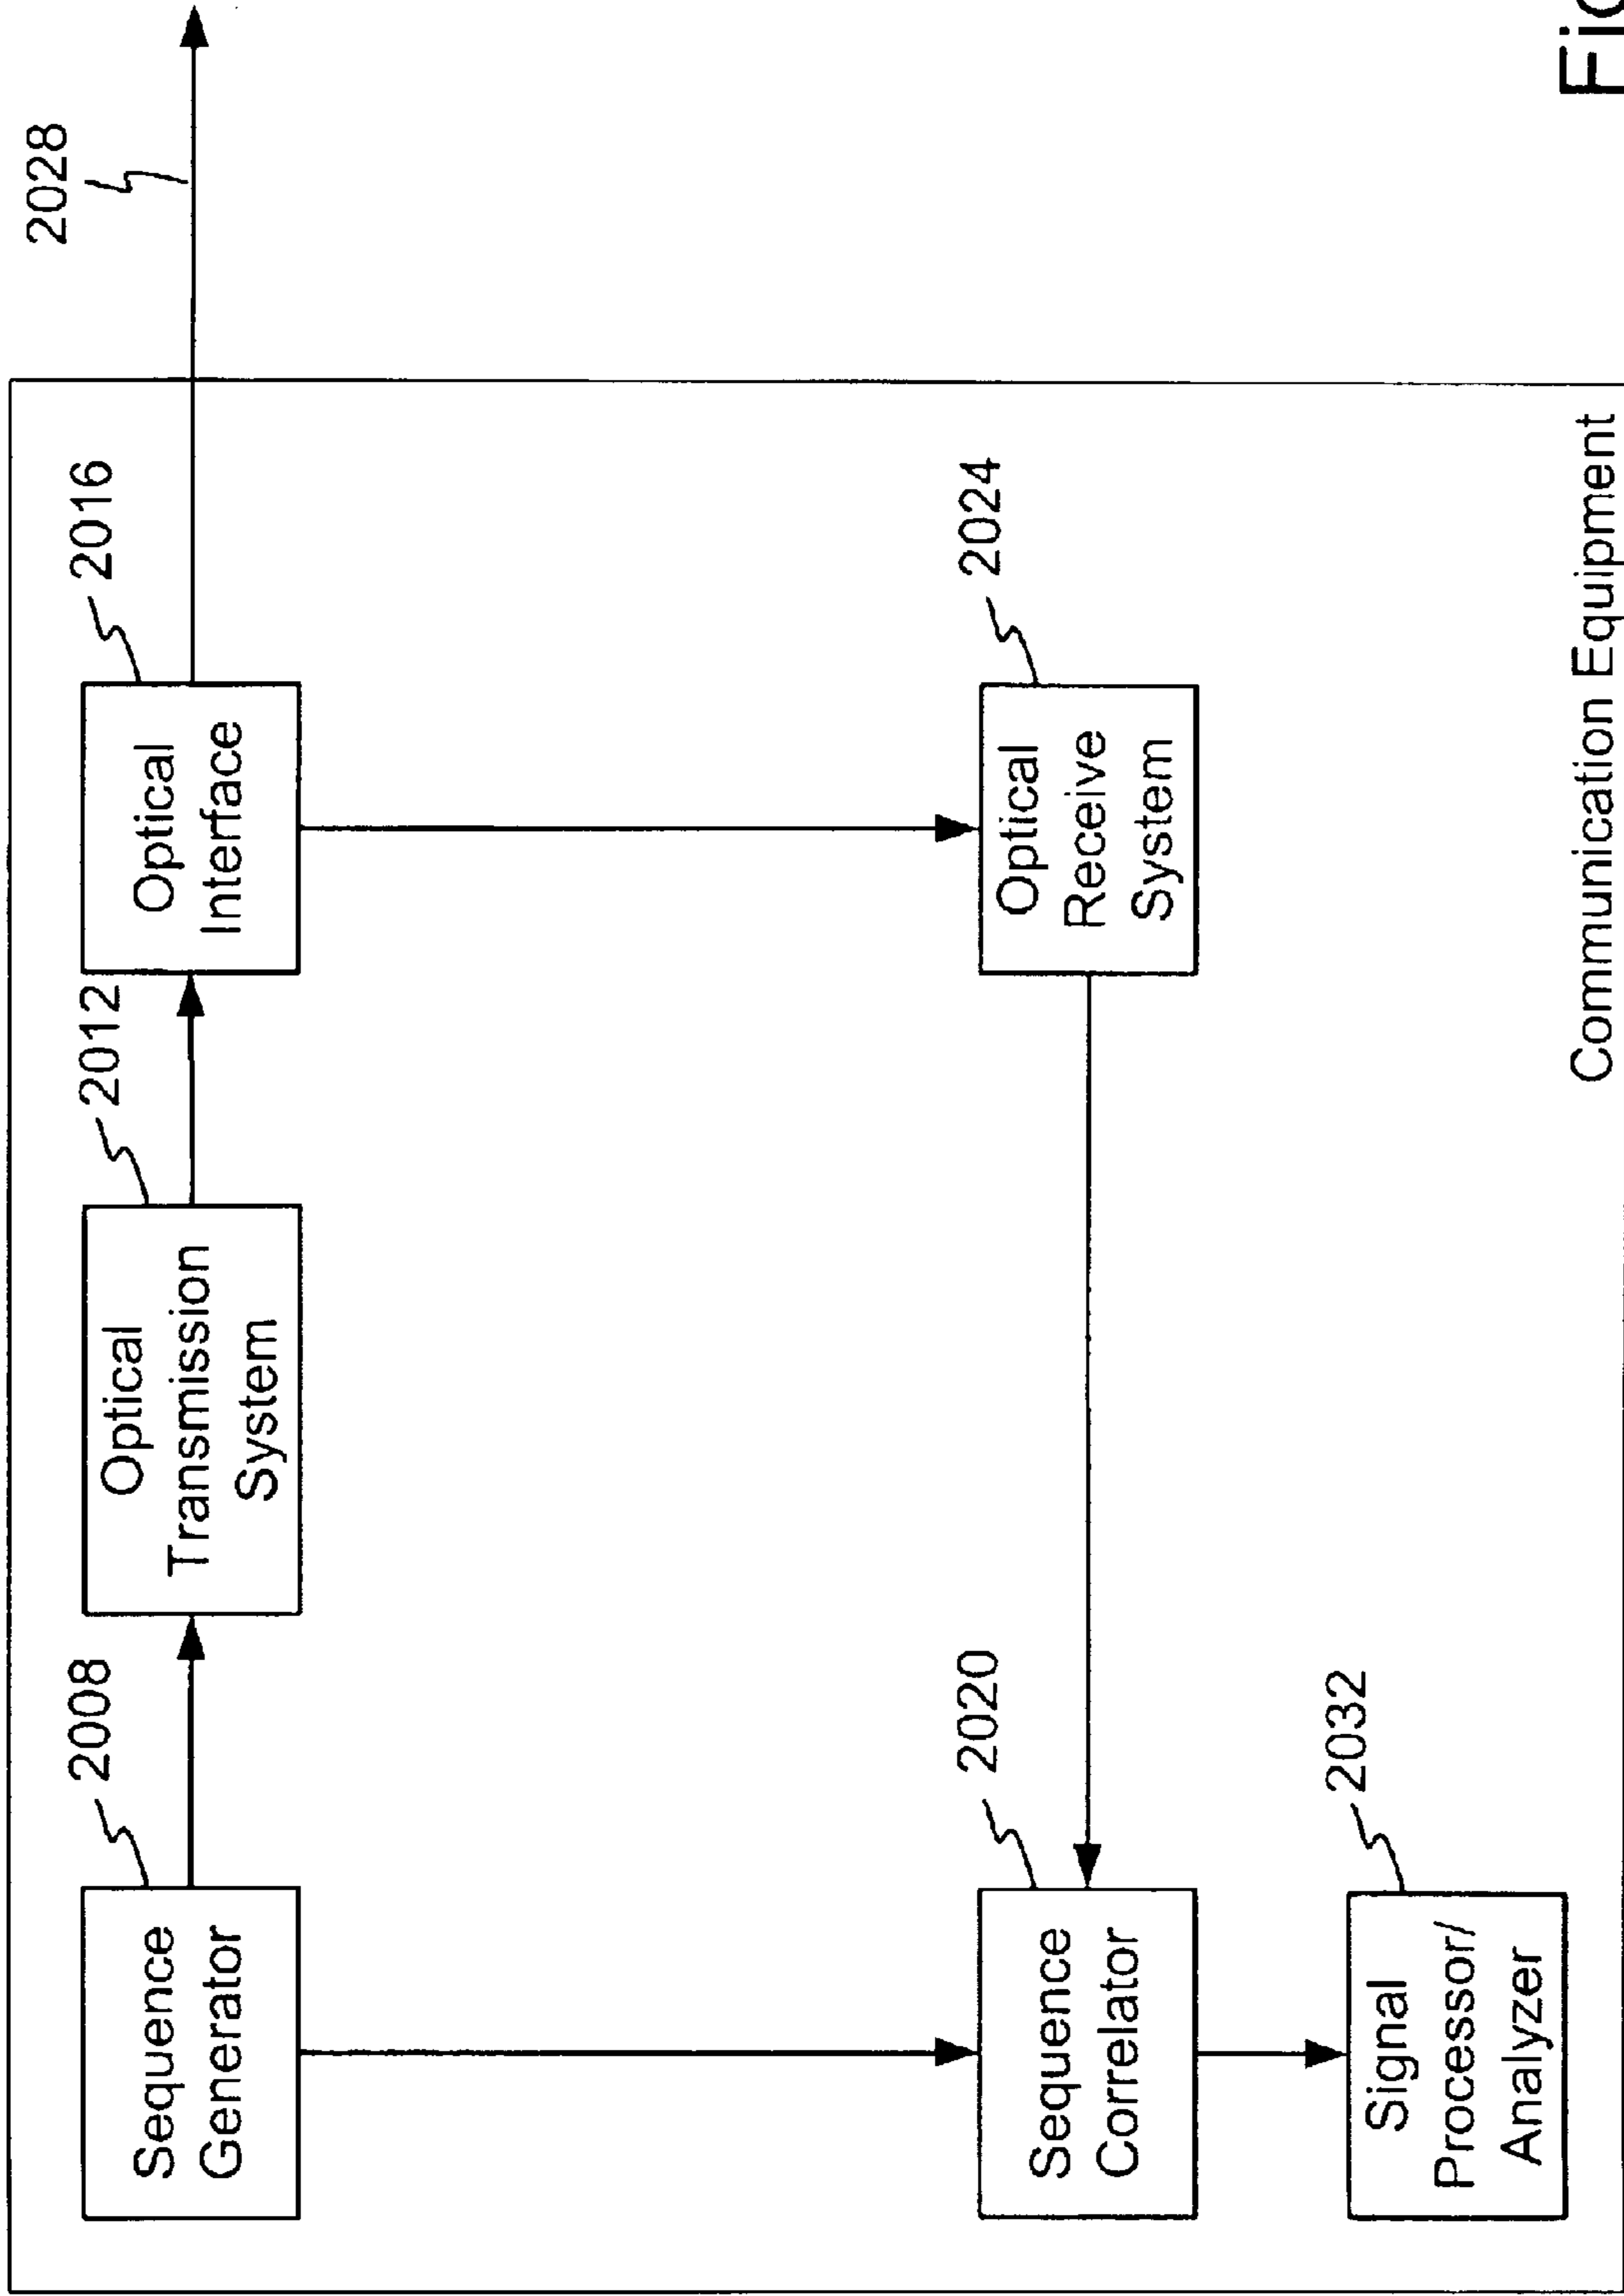 2028
2008
2012
2016
Sequence
Generator
Optical
Transmission
System
Optical
Interface
2020
2024
Sequence
Correlator
Optical
Receive
System
2032
Signal
Processor/
Analyzer
Communication Equipment